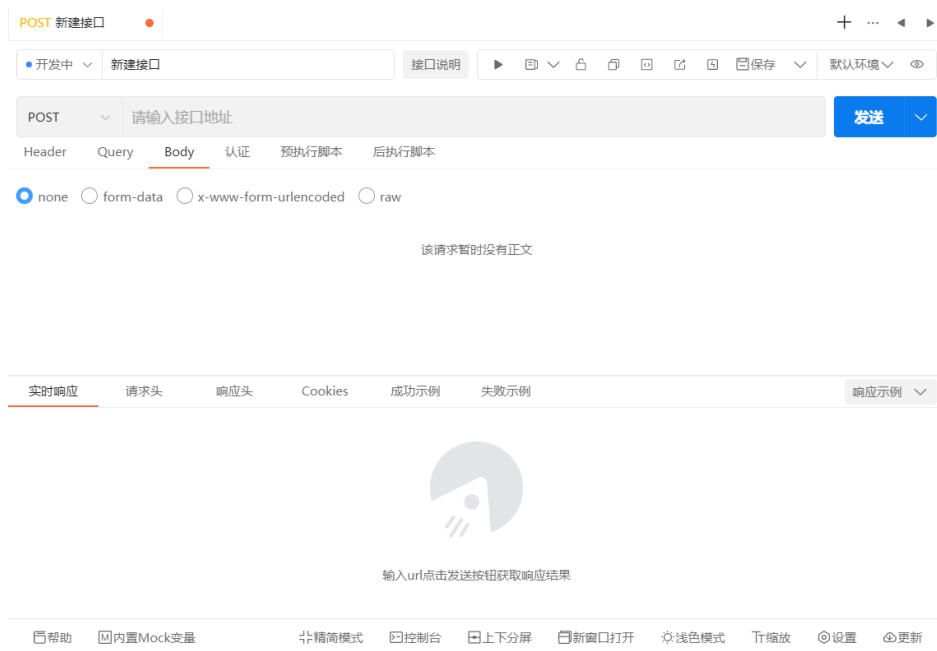 POST 新建接口
开发中 新建接口 接口说明 保存 默认环境
POST 请输入接口地址 发送
Header Query Body 认证 预执行脚本 后执行脚本
none form-data x-www-form-urlencoded raw
该请求暂时没有正文
实时响应 请求头 响应头 Cookies 成功示例 失败示例 响应示例
输入url点击发送按钮获取响应结果
帮助 内置Mock变量 精简模式 控制台 上下分屏 新窗口打开 浅色模式 缩放 设置 更新